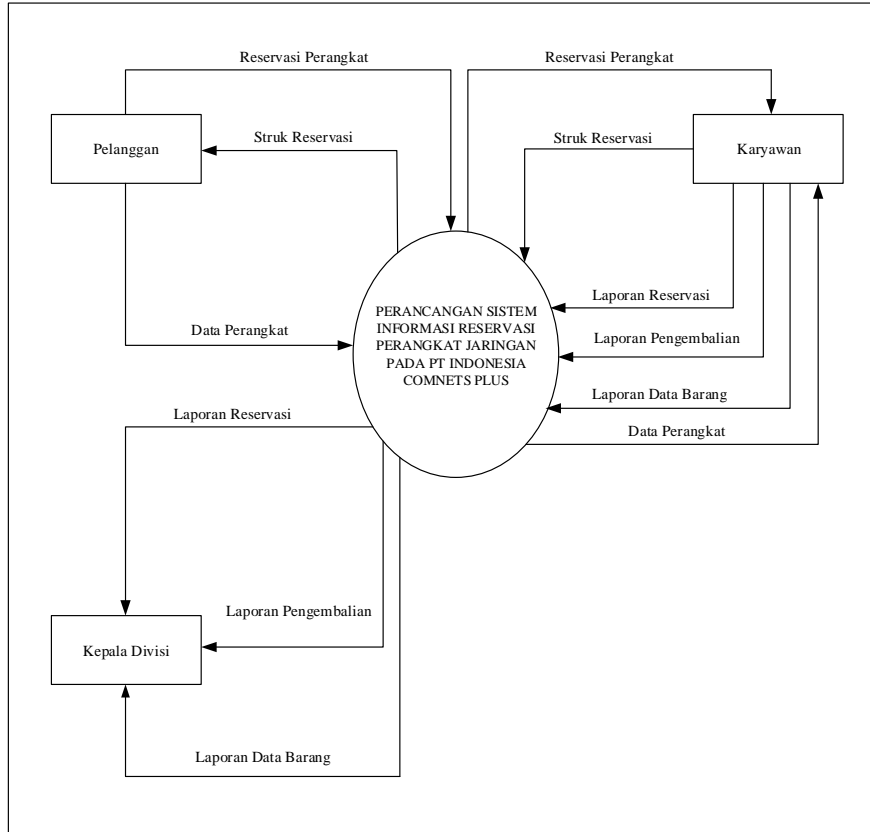 Reservasi Perangkat
Reservasi Perangkat
Struk Reservasi
Struk Reservasi
Pelanggan
Karyawan
PERANCANGAN SISTEM
INFORMASI RESERVASI
PERANGKAT JARINGAN
PADA PT INDONESIA
COMNETS PLUS
Data Perangkat
Laporan Reservasi
Laporan Pengembalian
Laporan Data Barang
Data Perangkat
Laporan Reservasi
Laporan Pengembalian
Kepala Divisi
Laporan Data Barang